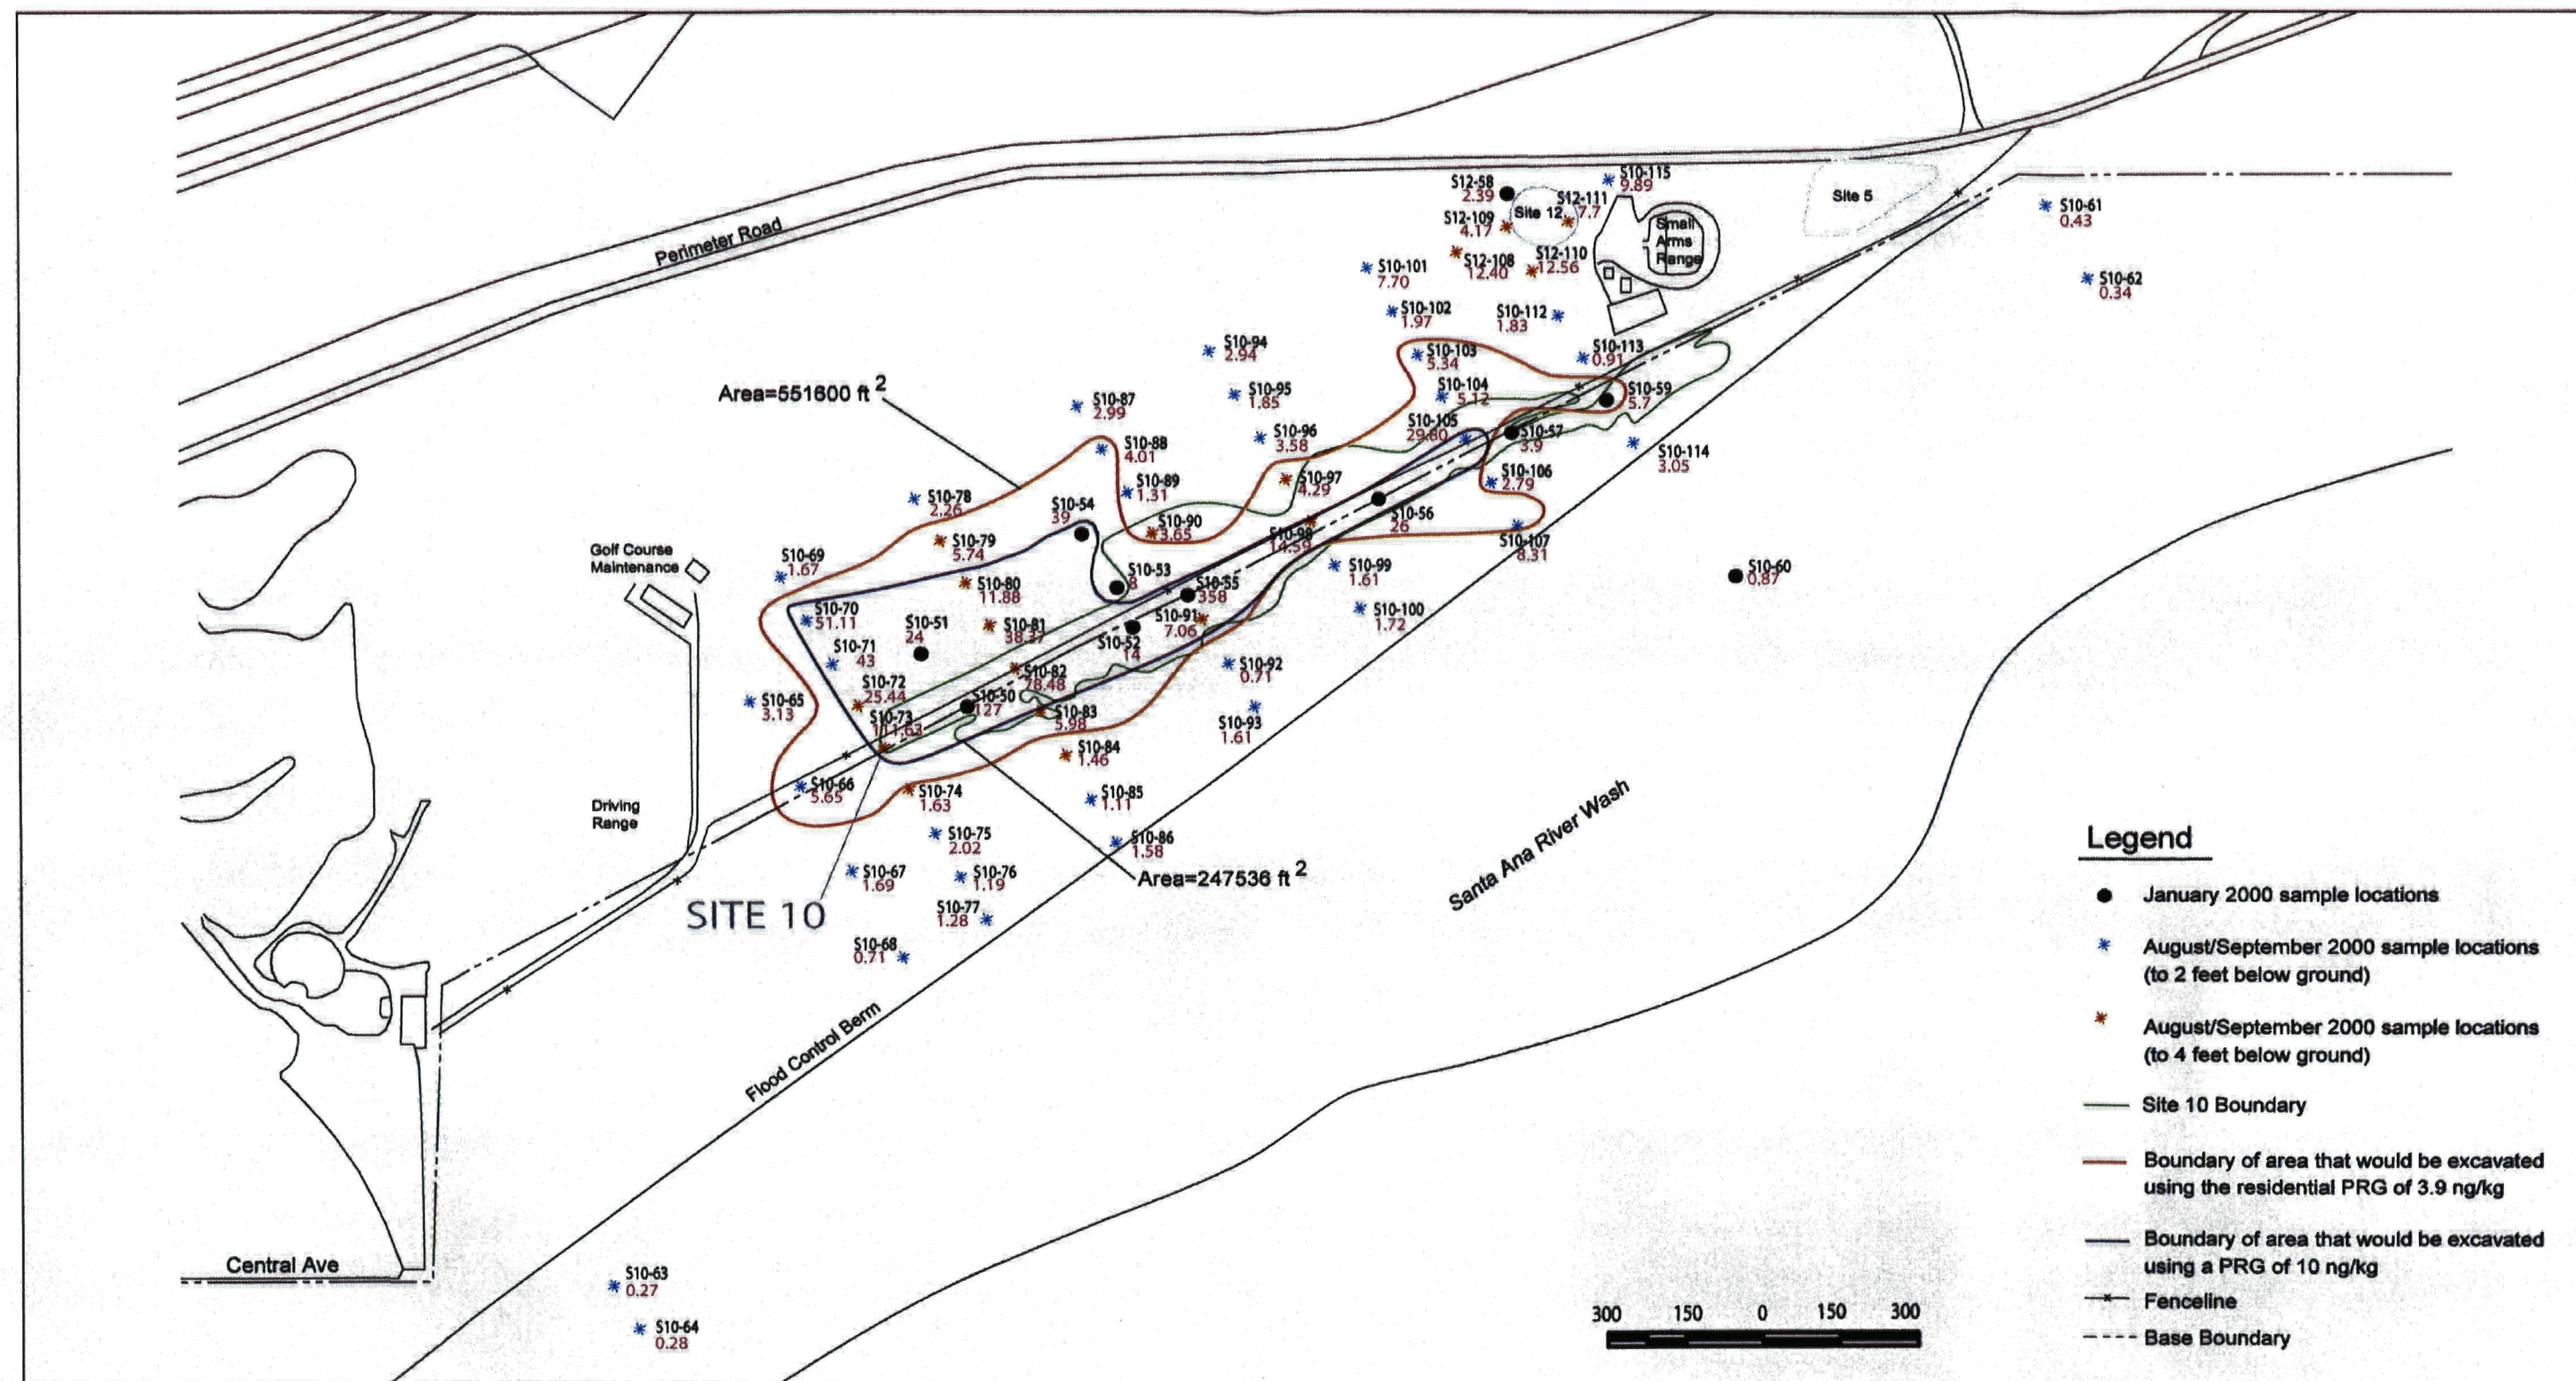 S12-58
2.39
S10-115
9.89
S12-111
7.7
Site 12
S12-109
4.17
Small
Arms
Range
Site 5
S10-61
0.43
Perimeter Road
S12-108
12.40
S12-110
12.56
S10-101
7.70
S10-62
0.34
S10-102
1.97
S10-112
1.83
S10-94
2.94
S10-103
5.34
S10-113
0.91
Area=551600 ft 2
S10-87
2.99
S10-95
1.85
S10-104
5.12
S10-59
5.7
S10-88
4.01
S10-96
3.58
S10-105
29.80
S10-57
3.9
S10-114
3.05
S10-89
1.31
S10-97
4.29
S10-106
2.79
S10-78
2.26
S10-54
39
S10-90
3.65
S10-98
14.59
S10-56
26
S10-107
8.31
Golf Course
Maintenance
S10-69
1.67
S10-79
5.74
S10-53
8
S10-55
358
S10-99
1.61
S10-60
0.87
S10-80
11.88
S10-70
51.11
S10-51
24
S10-81
38.37
S10-52
14
S10-91
7.06
S10-100
1.72
S10-71
43
S10-72
25.44
S10-82
78.48
S10-92
0.71
S10-65
3.13
S10-73
111.63
S10-50
127
S10-83
5.98
S10-93
1.61
S10-84
1.46
S10-66
5.65
S10-74
1.63
S10-85
1.11
Driving
Range
S10-75
2.02
S10-86
1.58
S10-67
1.69
S10-76
1.19
Area=247536 ft 2
SITE 10
S10-77
1.28
S10-68
0.71
Santa Ana River Wash
Flood Control Berm
Central Ave
S10-63
0.27
S10-64
0.28
300 150 0 150 300
Legend
January 2000 sample locations
August/September 2000 sample locations
(to 2 feet below ground)
August/September 2000 sample locations
(to 4 feet below ground)
Site 10 Boundary
Boundary of area that would be excavated
using the residential PRG of 3.9 ng/kg
Boundary of area that would be excavated
using a PRG of 10 ng/kg
Fenceline
Base Boundary